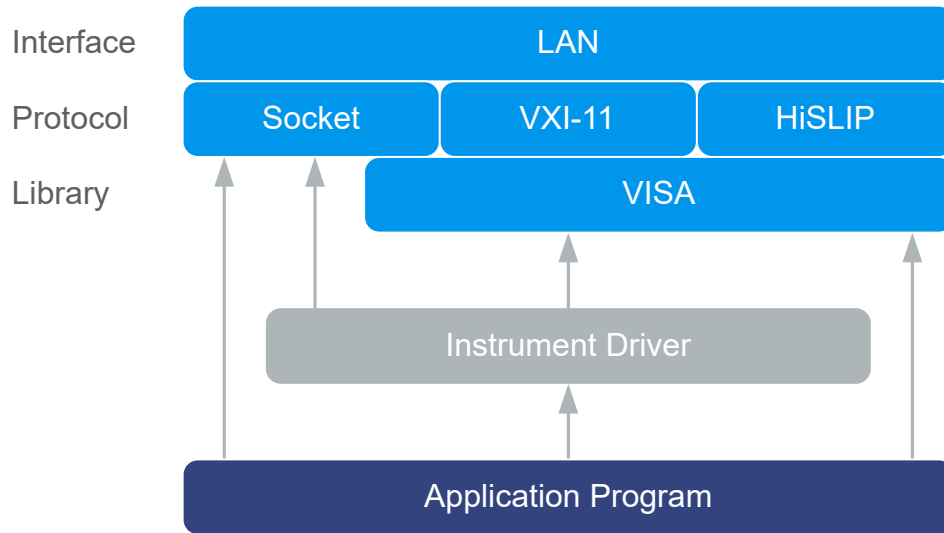 Interface
LAN
Protocol
Socket
VXI-11
HiSLIP
Library
VISA
Instrument Driver
Application Program